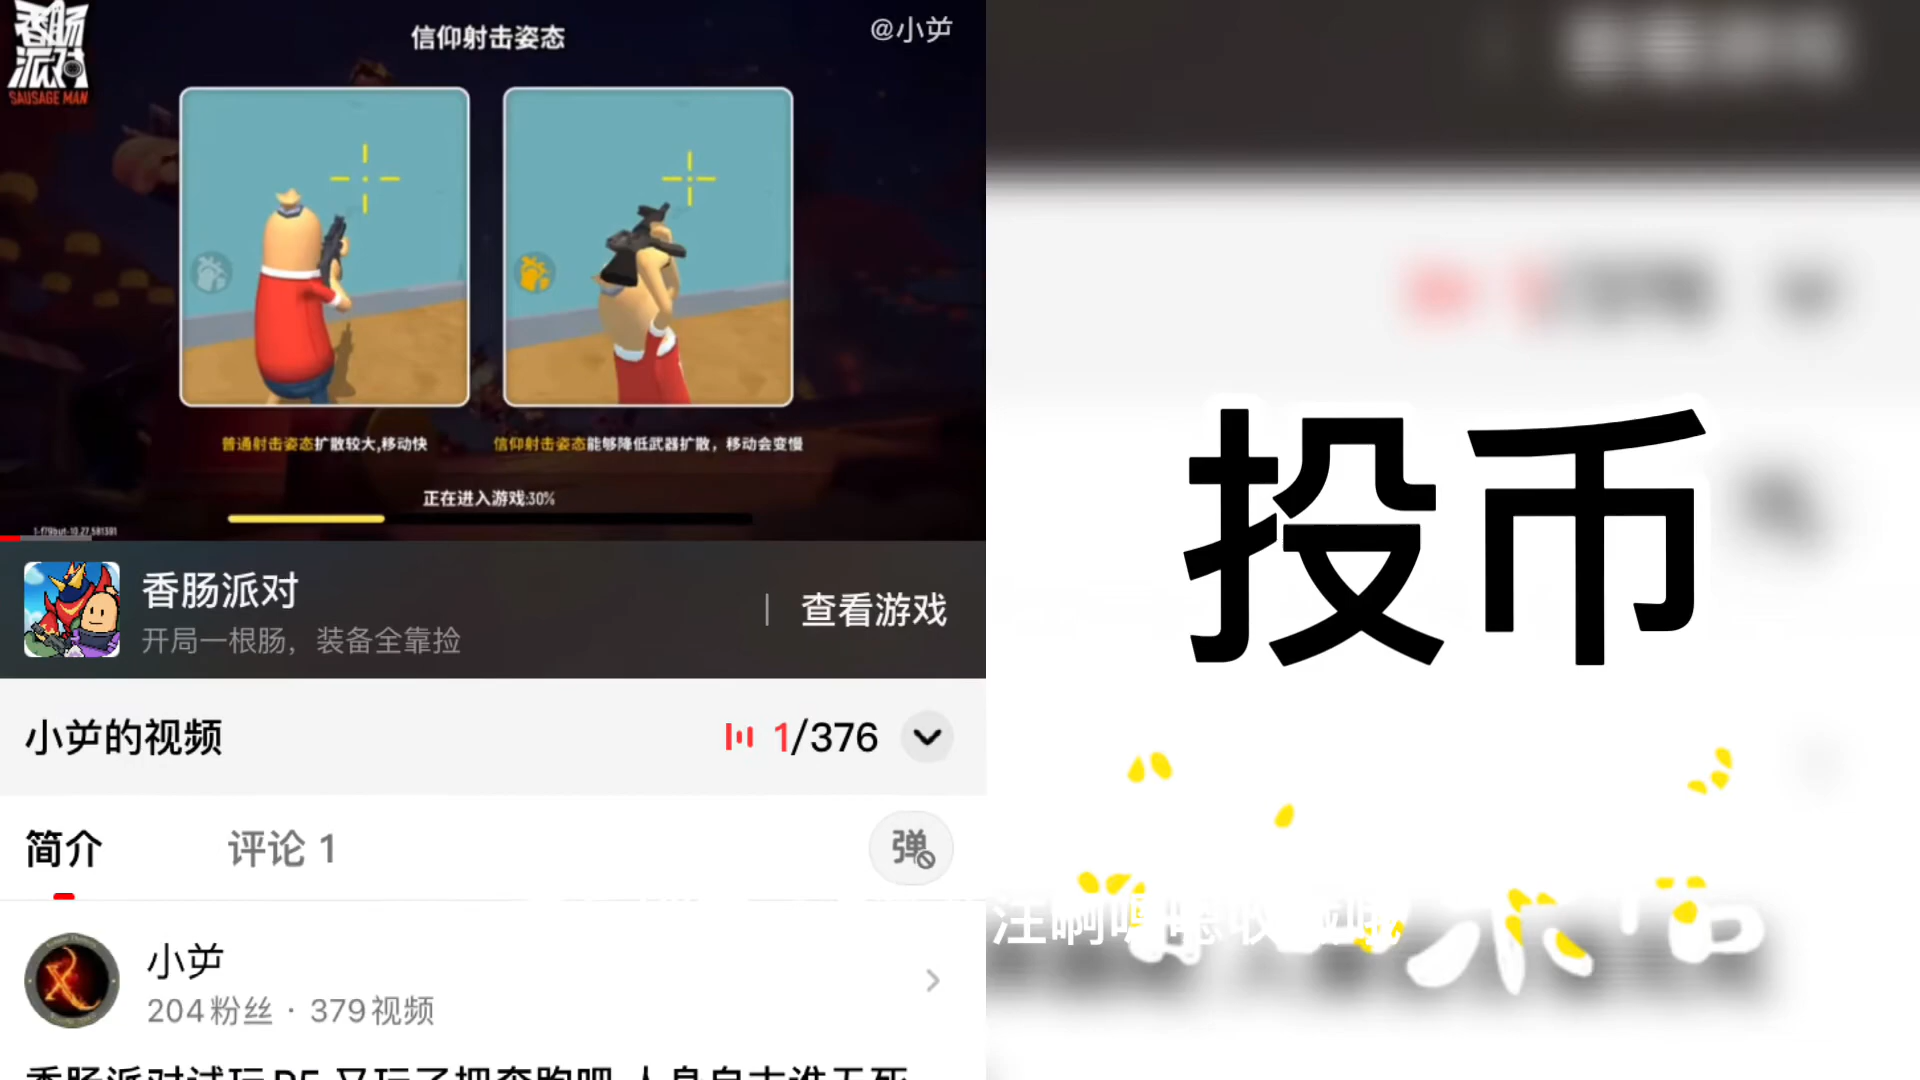 香肠派对
SAUSAGE MAN
信仰射击姿态
@小屰
普通射击姿态扩散较大,移动快
信仰射击姿态能够降低武器扩散，移动会变慢
正在进入游戏:30%
香肠派对
开局一根肠，装备全靠捡
查看游戏
小屰的视频
1/376
简介
评论 1
弹
小屰
204粉丝 · 379视频
投币